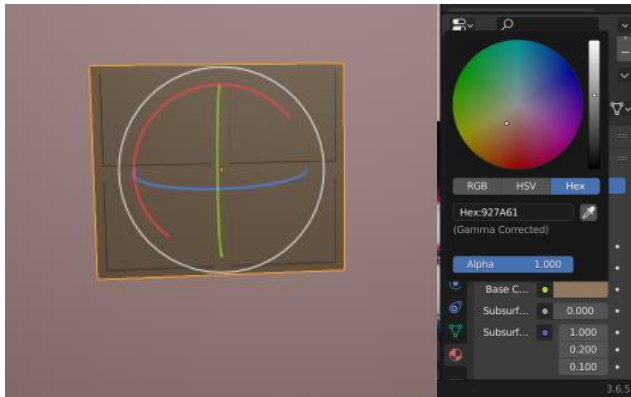 RGB HSV Hex
Hex:927A61
(Gamma Corrected)
Alpha 1.000
Base C...
Subsurf... 0.000
Subsurf... 1.000
0.200
0.100
3.6.5